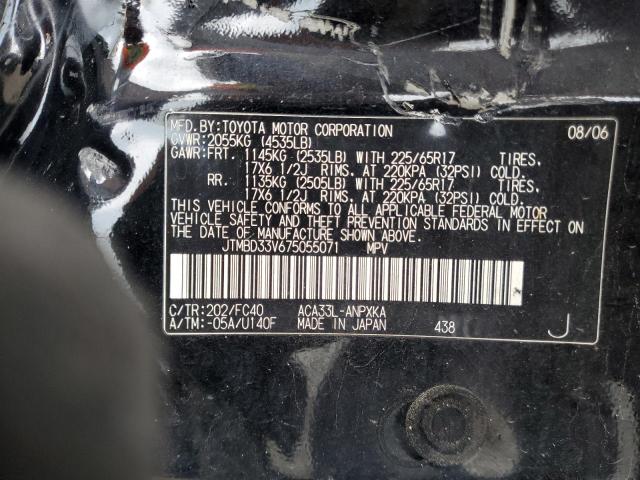 MFD. BY: TOYOTA MOTOR CORPORATION 08/06
GVWR: 2055KG (4535LB)
GAWR: FRT. 1145KG (2535LB) WITH 225/65R17 TIRES,
17X6 1/2J RIMS, AT 220KPA (32PSI) COLD.
RR. 1135KG (2505LB) WITH 225/65R17 TIRES,
17X6 1/2J RIMS, AT 220KPA (32PSI) COLD.
THIS VEHICLE CONFORMS TO ALL APPLICABLE FEDERAL MOTOR
VEHICLE SAFETY AND THEFT PREVENTION STANDARDS IN EFFECT ON
THE DATE OF MANUFACTURE SHOWN ABOVE.
JTMBD33V675055071 MPV
C/TR: 202/FC40 ACA33L-ANPXKA
A/TM: -05A/U140F MADE IN JAPAN 438 J